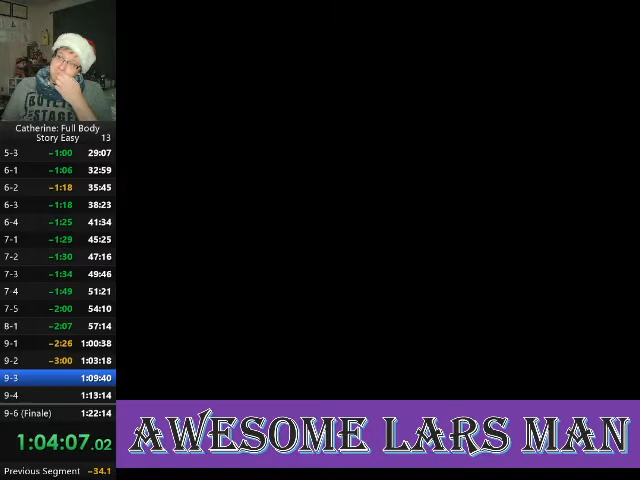 Catherine: Full Body
Story Easy 13
5-3 −1:00 29:07
6-1 −1:06 32:59
6-2 −1:18 35:45
6-3 −1:18 38:23
6-4 −1:25 41:34
7-1 −1:29 45:25
7-2 −1:30 47:16
7-3 −1:34 49:46
7-4 −1:49 51:21
7-5 −2:00 54:10
8-1 −2:07 57:14
9-1 −2:26 1:00:38
9-2 −3:00 1:03:18
9-3 1:09:40
9-4 1:13:14
9-6 (Finale) 1:22:14
1:04:07.02
Previous Segment −34.1
AWESOME LARS MAN